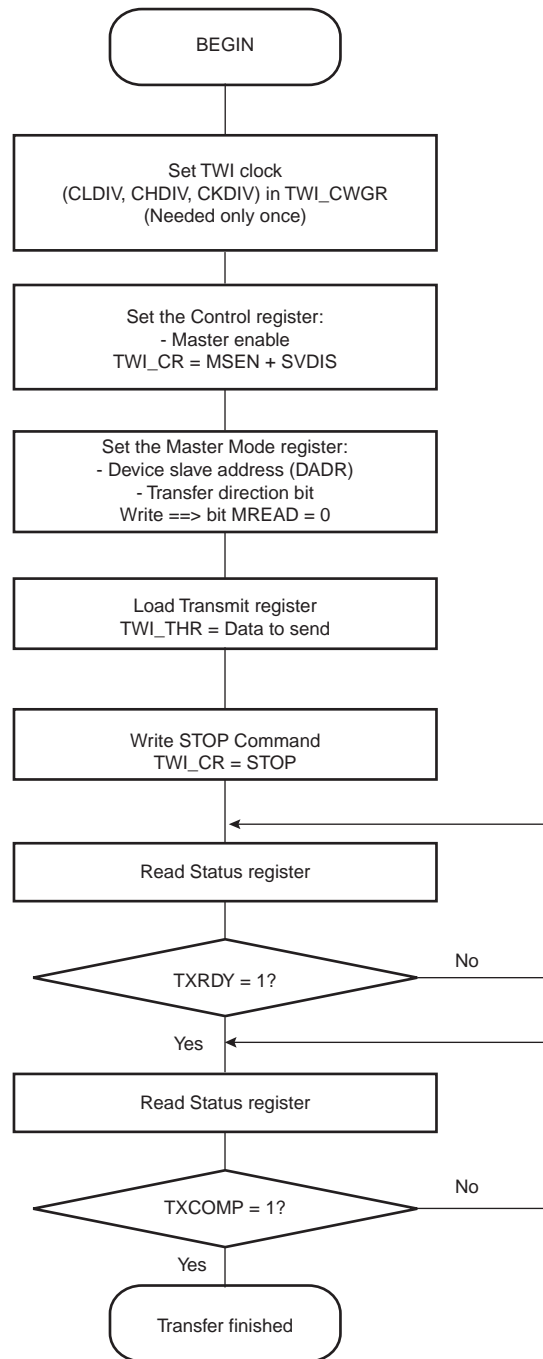 BEGIN
Set TWI clock
(CLDIV, CHDIV, CKDIV) in TWI_CWGR
(Needed only once)
Set the Control register:
- Master enable
TWI_CR = MSEN + SVDIS
Set the Master Mode register:
- Device slave address (DADR)
- Transfer direction bit
Write ==> bit MREAD = 0
Load Transmit register
TWI_THR = Data to send
Write STOP Command
TWI_CR = STOP
Read Status register
TXRDY = 1?
No
Yes
Read Status register
TXCOMP = 1?
No
Yes
Transfer finished